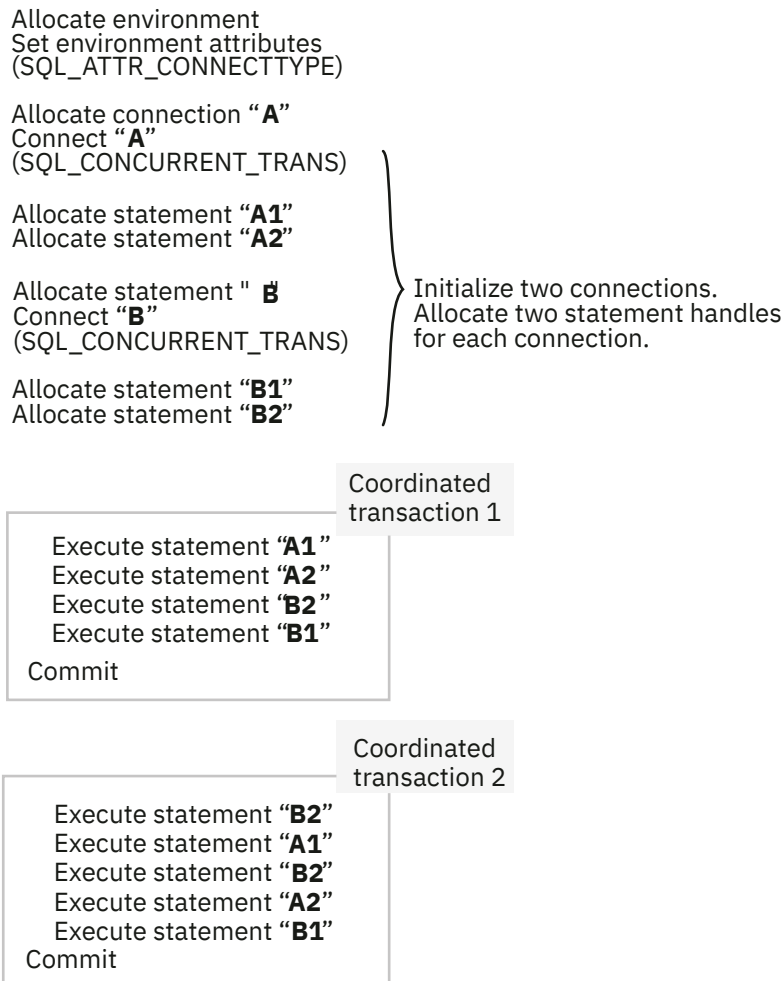 Allocate environment
Set environment attributes
(SQL_ATTR_CONNECTTYPE)
Allocate connection “A”
Connect “A”
(SQL_CONCURRENT_TRANS)
Allocate statement “A1”
Allocate statement “A2”
Allocate statement " B"
Connect “B”
(SQL_CONCURRENT_TRANS)
Allocate statement “B1”
Allocate statement “B2”
Initialize two connections.
Allocate two statement handles
for each connection.
Coordinated
transaction 1
Execute statement “A1”
Execute statement “A2”
Execute statement “B2”
Execute statement “B1”
Commit
Coordinated
transaction 2
Execute statement “B2”
Execute statement “A1”
Execute statement “B2”
Execute statement “A2”
Execute statement “B1”
Commit